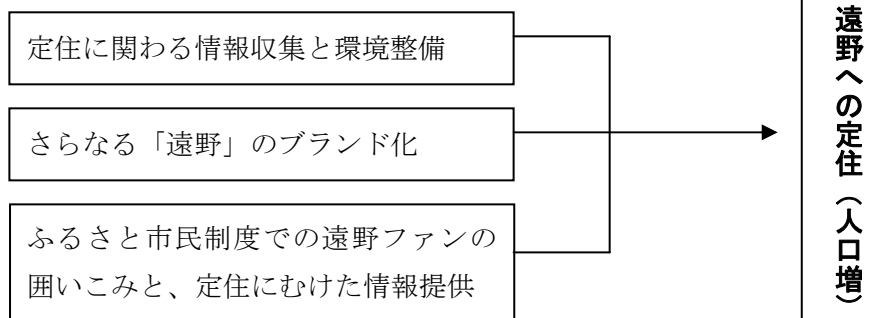 定住に関わる情報収集と環境整備
さらなる「遠野」のブランド化
ふるさと市民制度での遠野ファンの
囲いこみと、定住にむけた情報提供
遠野への定住（人口増）